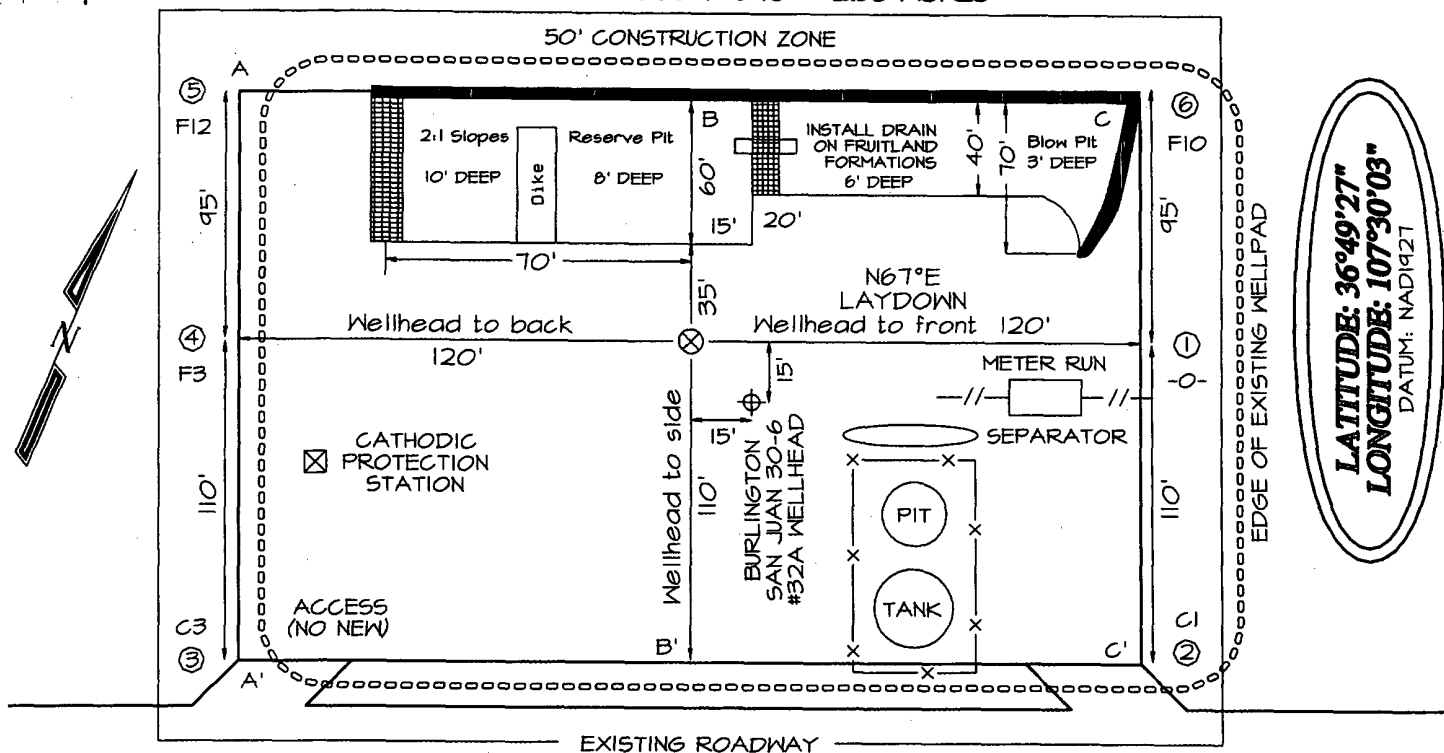 50' CONSTRUCTION ZONE
A
⑤
F12
95'
2:1 Slopes
10' DEEP
Dike
Reserve Pit
8' DEEP
B
60'
15'
20'
INSTALL DRAIN
ON FRUITLAND
FORMATIONS
6' DEEP
40'
70'
Blow Pit
3' DEEP
C
⑥
F10
95'
70'
35'
N67°E
LAYDOWN
N
④
F3
Wellhead to back
120'
Wellhead to front 120'
①
-0-
15'
15'
METER RUN
SEPARATOR
CATHODIC
PROTECTION
STATION
110'
Wellhead to side
110'
BURLINGTON
SAN JUAN 30-6
#32A WELLHEAD
PIT
TANK
110'
ACCESS
(NO NEW)
C3
③
A'
B'
C'
C1
②
EXISTING ROADWAY
EDGE OF EXISTING WELLPAD
LATITUDE: 36°49'27"
LONGITUDE: 107°30'03"
DATUM: NAD1927